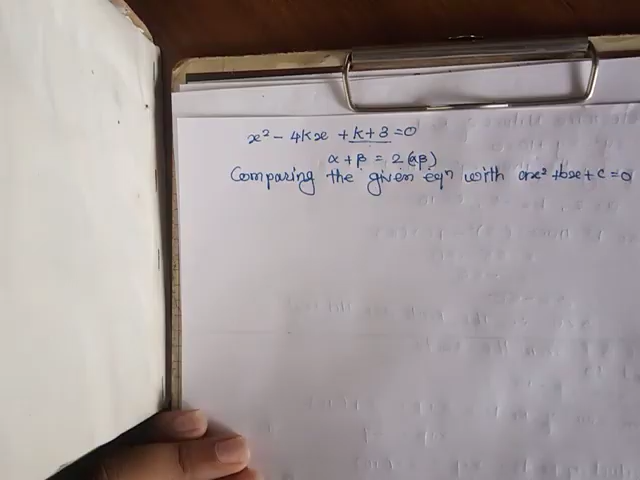 x² - 4kx + k+3 = 0
α + β = 2(αβ)
Comparing the given eqⁿ with ax² + bx + c = 0